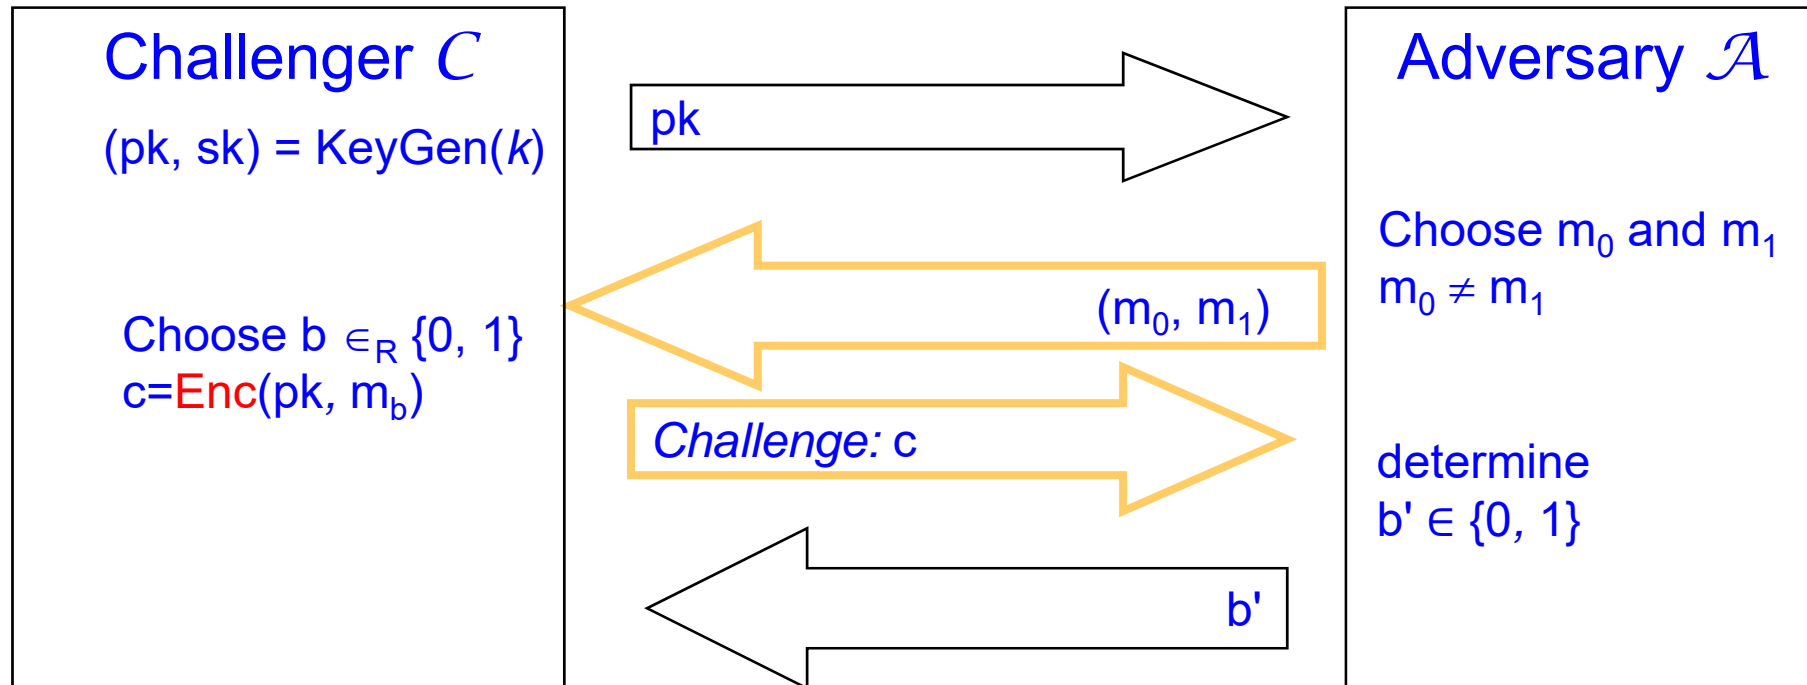 Challenger C
(pk, sk) = KeyGen(k)
pk
Adversary 𝒜
Choose m₀ and m₁
m₀ ≠ m₁
(m₀, m₁)
Choose b ∈R {0, 1}
c=Enc(pk, mb)
Challenge: c
determine
b' ∈ {0, 1}
b'